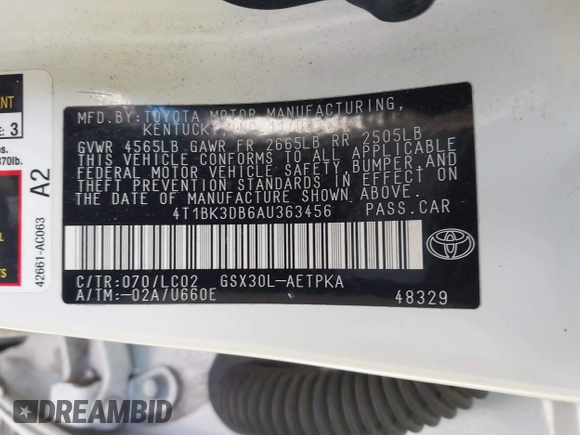 MFD.BY:TOYOTA MOTOR MANUFACTURING,
KENTUCKY,
GVWR 4565LB GAWR FR 2665LB RR 2505LB
THIS VEHICLE CONFORMS TO ALL APPLICABLE
FEDERAL MOTOR VEHICLE SAFETY, BUMPER, AND
THEFT PREVENTION STANDARDS IN EFFECT ON
THE DATE OF MANUFACTURE SHOWN ABOVE.
4T1BK3DB6AU363456 PASS.CAR
C/TR:070/LC02 GSX30L-AETPKA
A/TM:-02A/U660E 48329
E: 3
A2
42661-AC063
DREAMBID